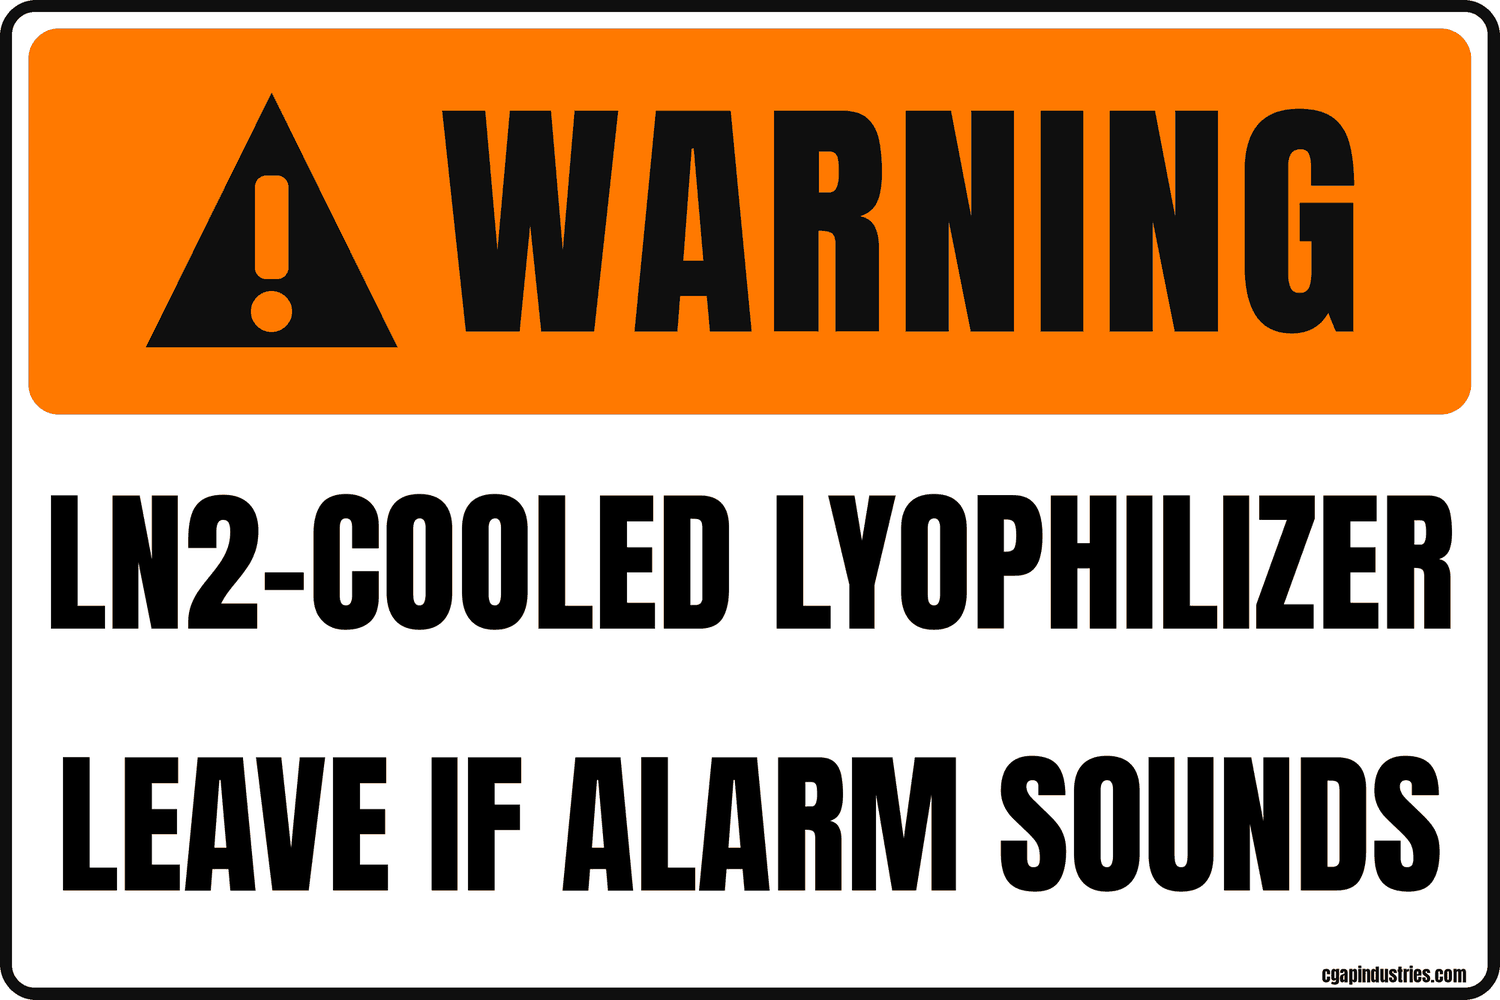 WARNING
LN2-COOLED LYOPHILIZER
LEAVE IF ALARM SOUNDS
cgapindustries.com